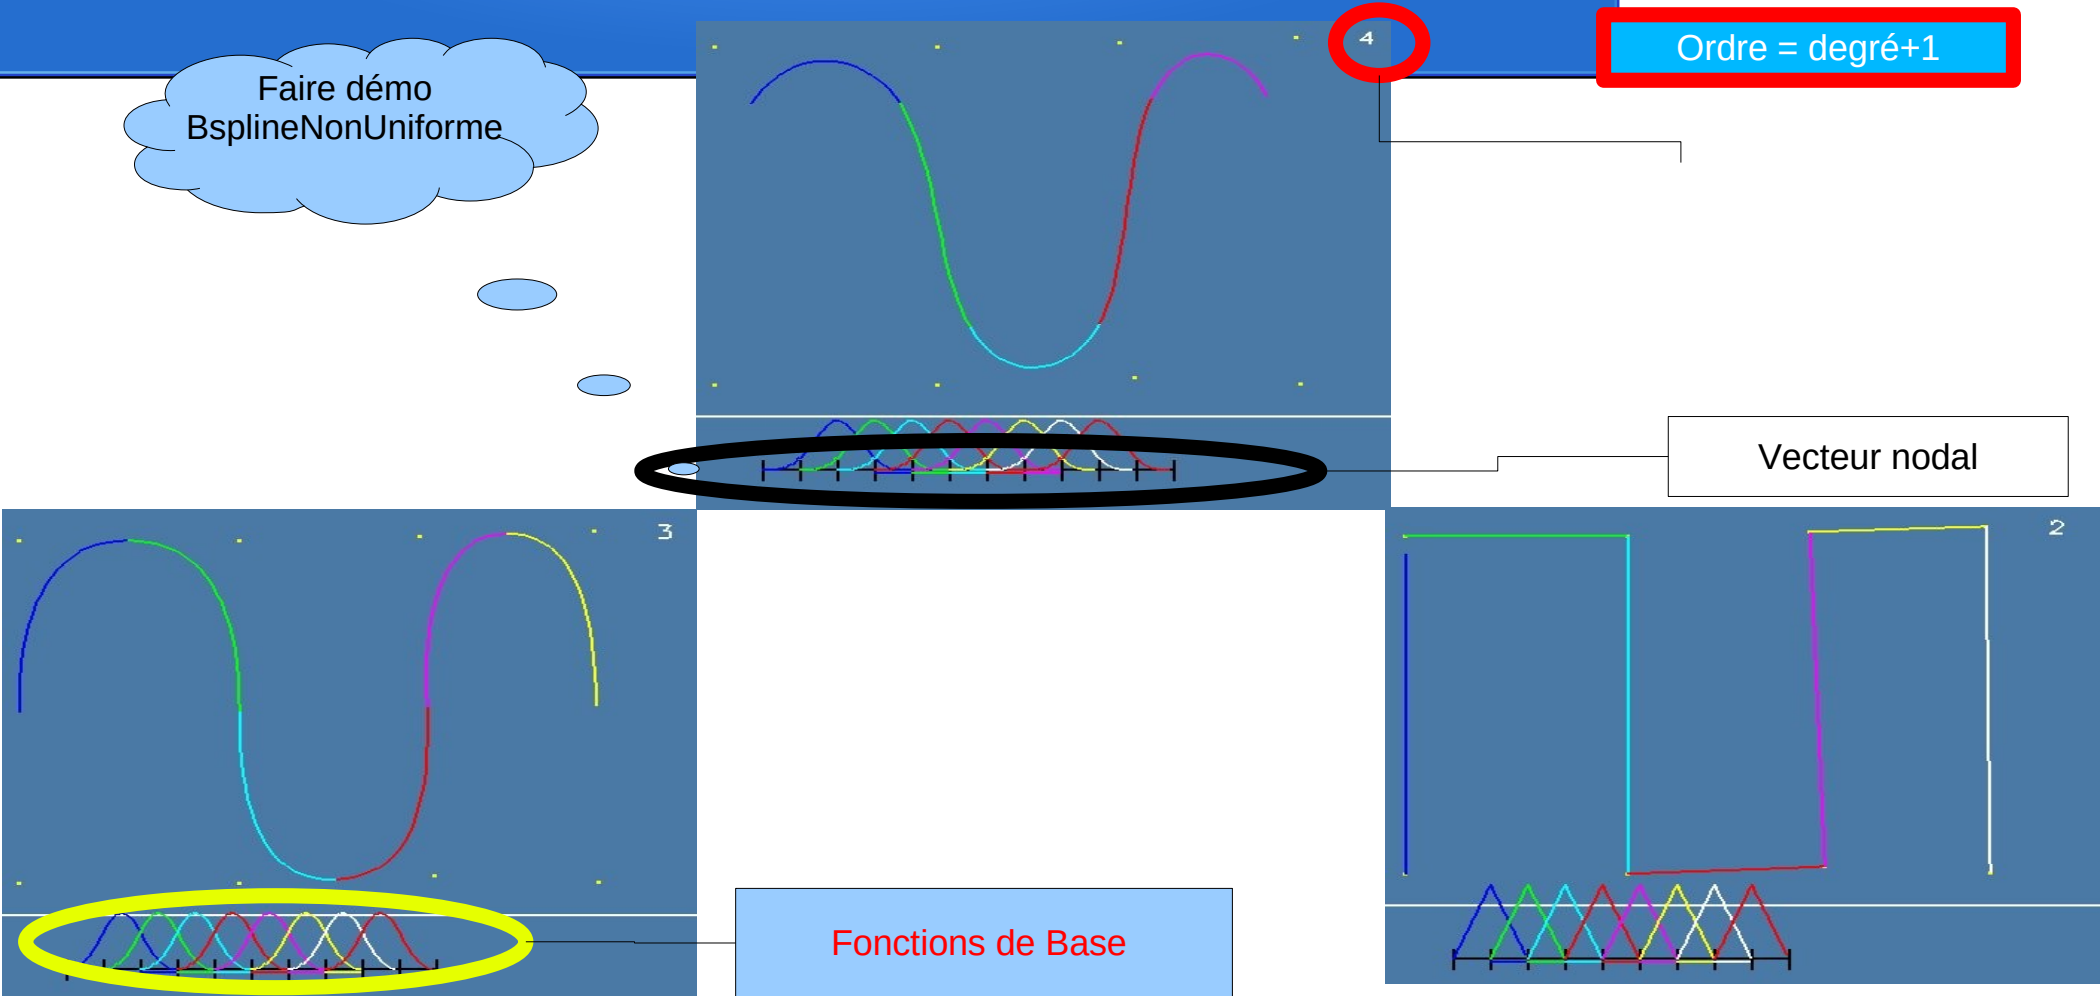 Faire démo
BsplineNonUniforme
4
Ordre = degré+1
Vecteur nodal
3
2
Fonctions de Base